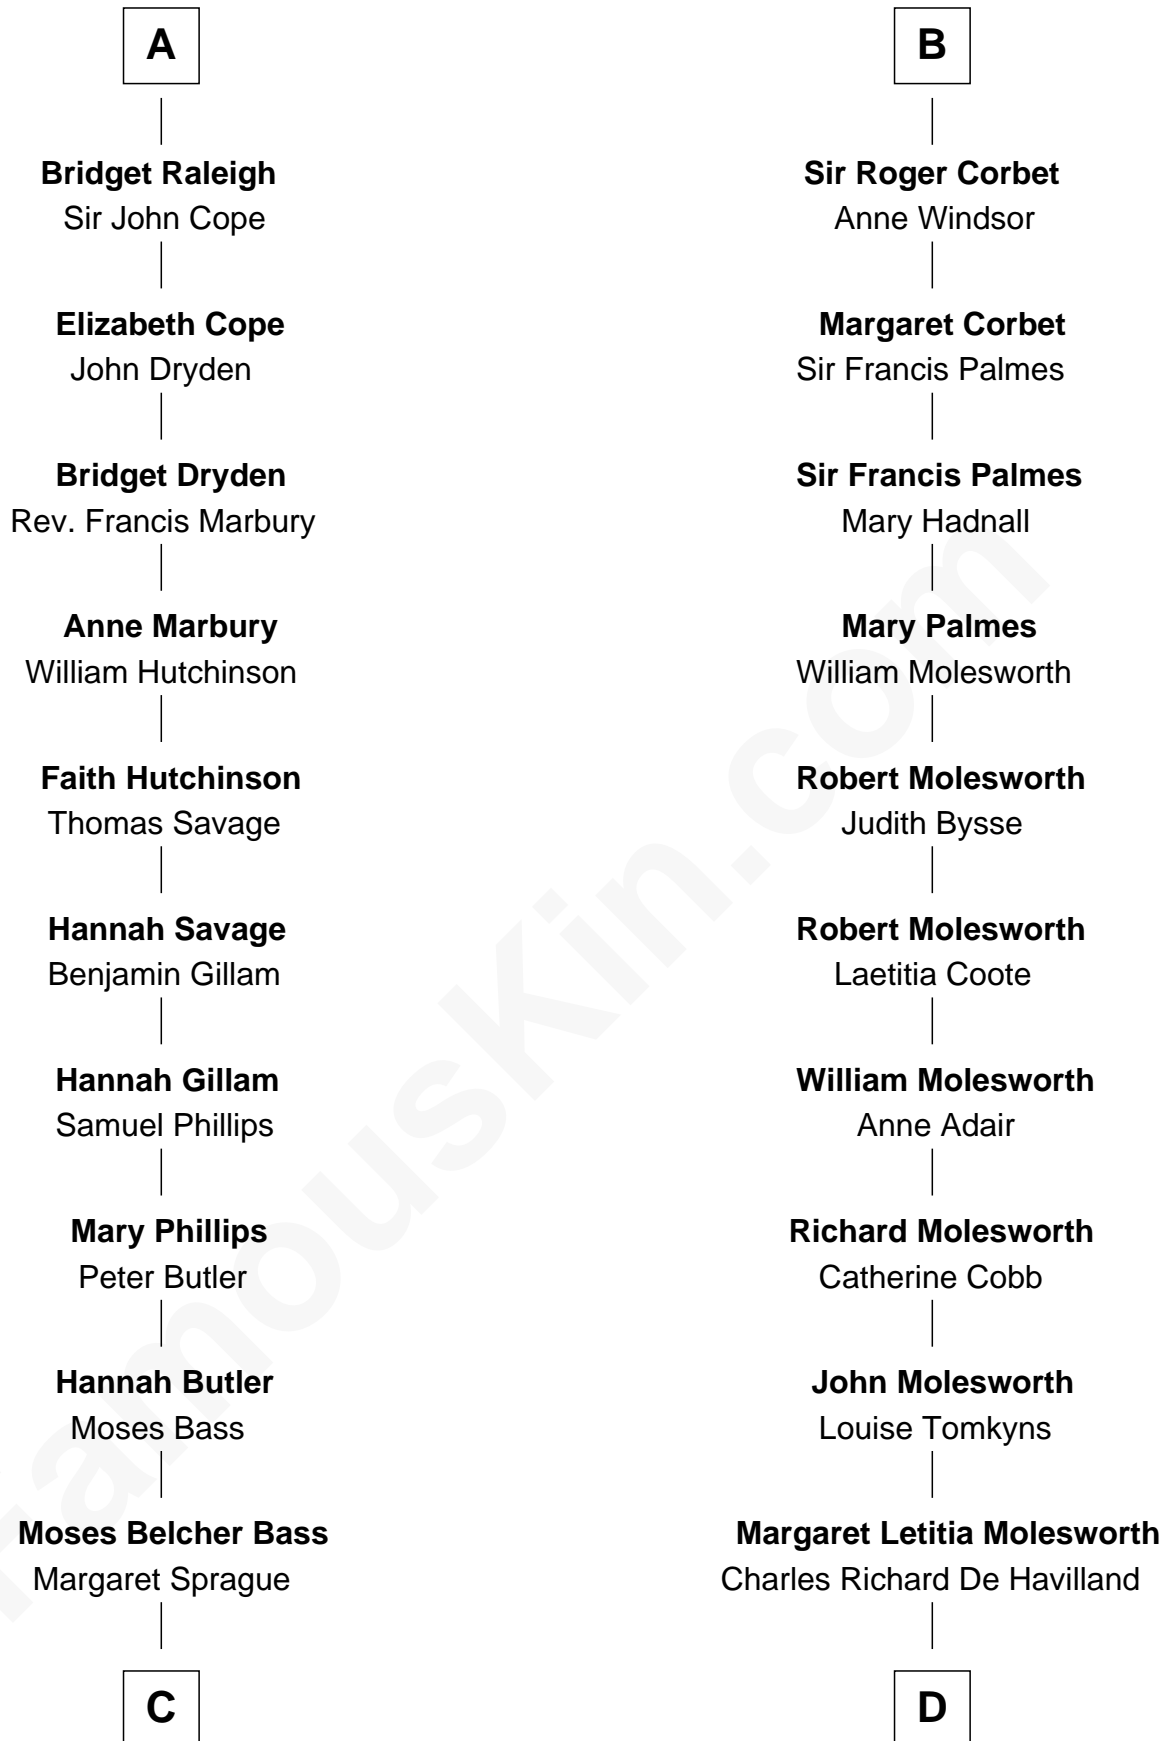 A
Bridget Raleigh
Sir John Cope
Elizabeth Cope
John Dryden
Bridget Dryden
Rev. Francis Marbury
Anne Marbury
William Hutchinson
Faith Hutchinson
Thomas Savage
Hannah Savage
Benjamin Gillam
Hannah Gillam
Samuel Phillips
Mary Phillips
Peter Butler
Hannah Butler
Moses Bass
Moses Belcher Bass
Margaret Sprague
C
B
Sir Roger Corbet
Anne Windsor
Margaret Corbet
Sir Francis Palmes
Sir Francis Palmes
Mary Hadnall
Mary Palmes
William Molesworth
Robert Molesworth
Judith Bysse
Robert Molesworth
Laetitia Coote
William Molesworth
Anne Adair
Richard Molesworth
Catherine Cobb
John Molesworth
Louise Tomkyns
Margaret Letitia Molesworth
Charles Richard De Havilland
D
FamousKin.com